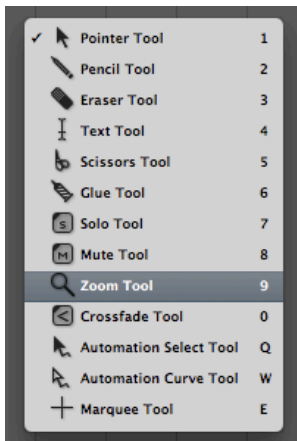 ✓ Pointer Tool 1
Pencil Tool 2
Eraser Tool 3
Text Tool 4
Scissors Tool 5
Glue Tool 6
S Solo Tool 7
M Mute Tool 8
Zoom Tool 9
Crossfade Tool 0
Automation Select Tool Q
Automation Curve Tool W
Marquee Tool E